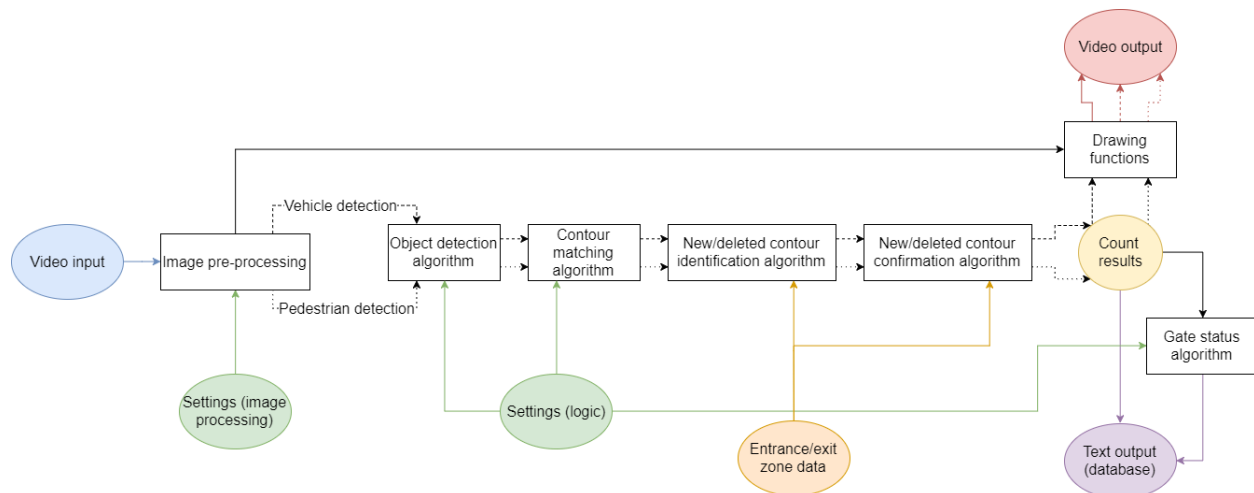 Video output
Drawing
functions
Vehicle detection
Video input
Image pre-processing
Object detection
algorithm
Contour
matching
algorithm
New/deleted contour
identification algorithm
New/deleted contour
confirmation algorithm
Count
results
Pedestrian detection
Gate status
algorithm
Settings (image
processing)
Settings (logic)
Entrance/exit
zone data
Text output
(database)